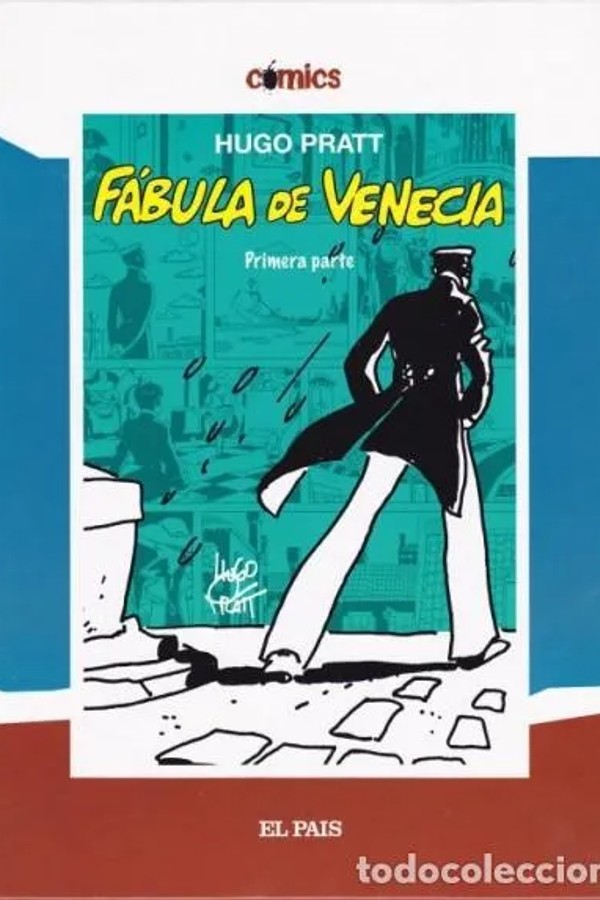 cómics
HUGO PRATT
FÁBULA DE VENECIA
Primera parte
HUGO
PRATT
EL PAIS
todocoleccion